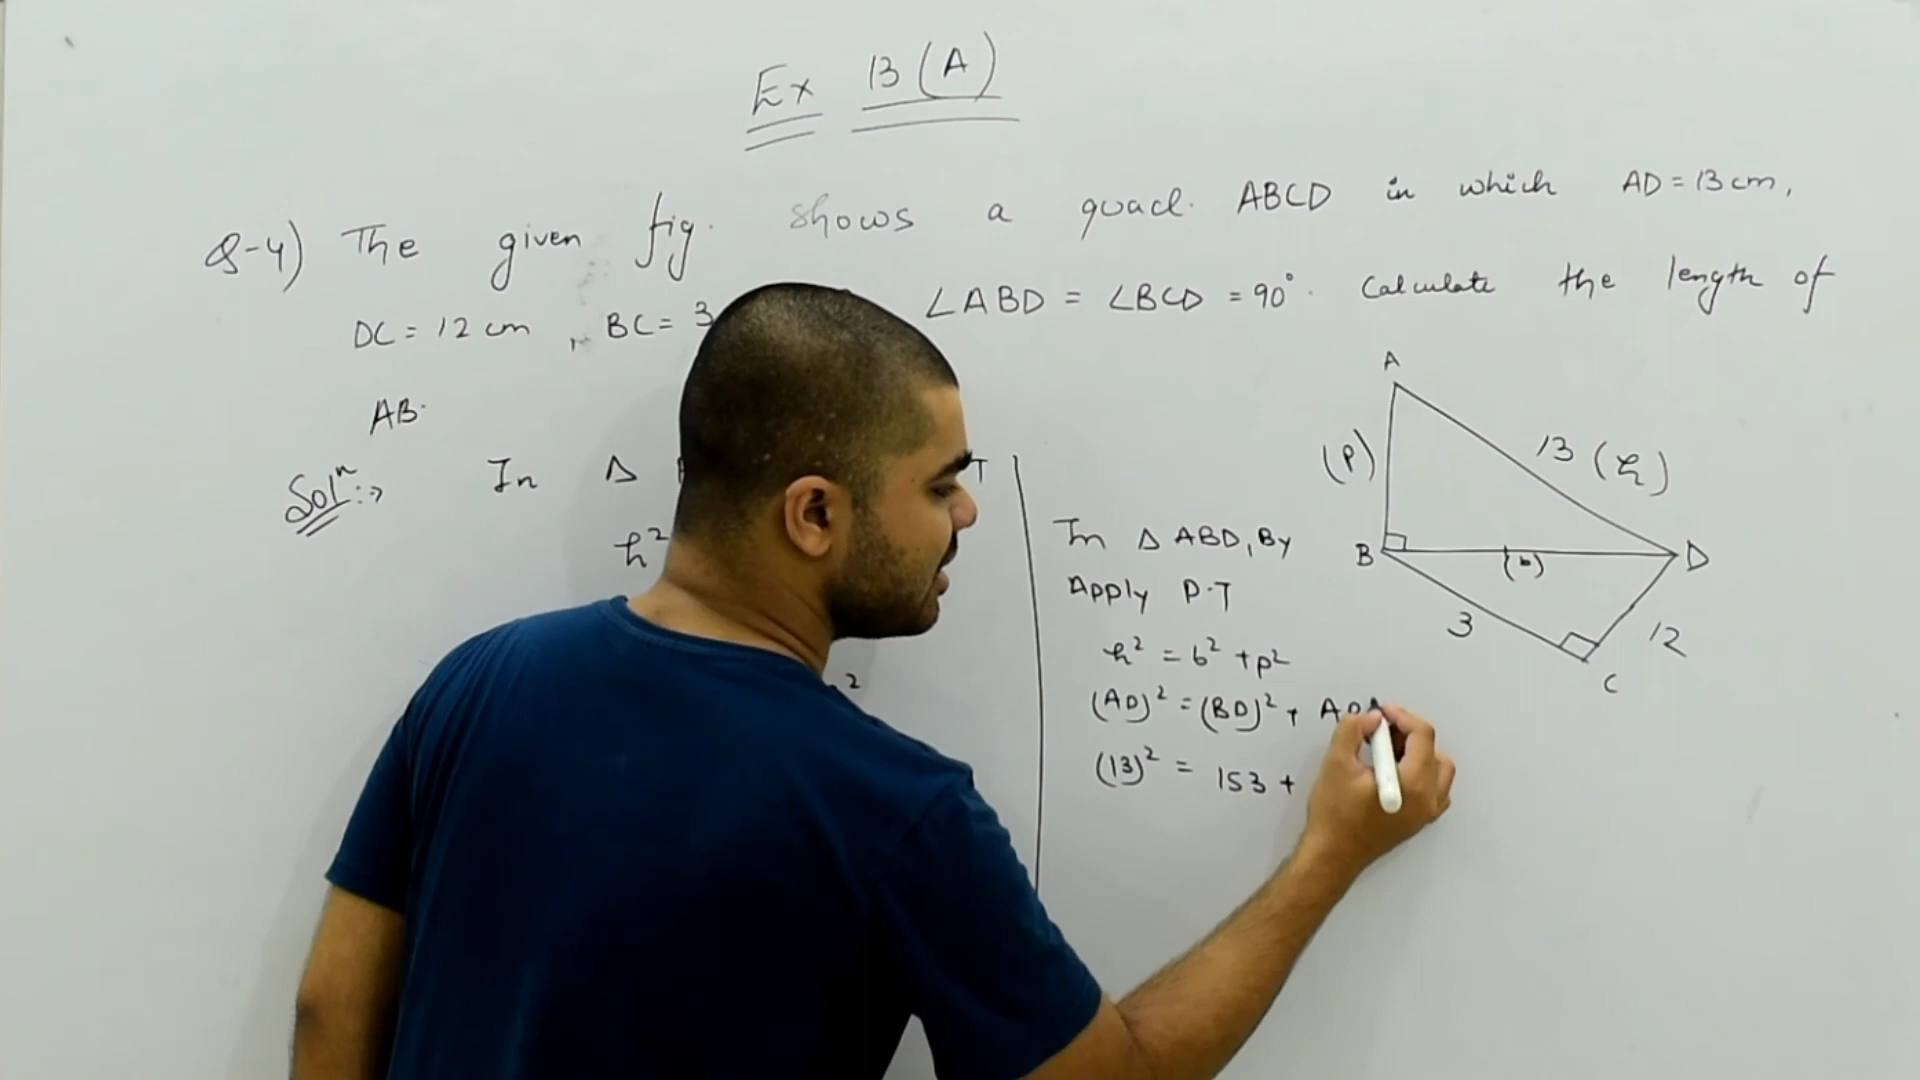 Ex 13(A)
Q-4) The given fig. shows a quad. ABCD in which AD = 13 cm,
DC = 12 cm, BC = 3 ∠ABD = ∠BCD = 90°. Calculate the length of
AB.
Solⁿ:→ In Δ
h²
²
In Δ ABD, By
Apply P.T
h² = b² + p²
(AD)² = (BD)² +
(13)² = 153 +
A
(P)
13 (h)
B
(b)
D
3
12
C